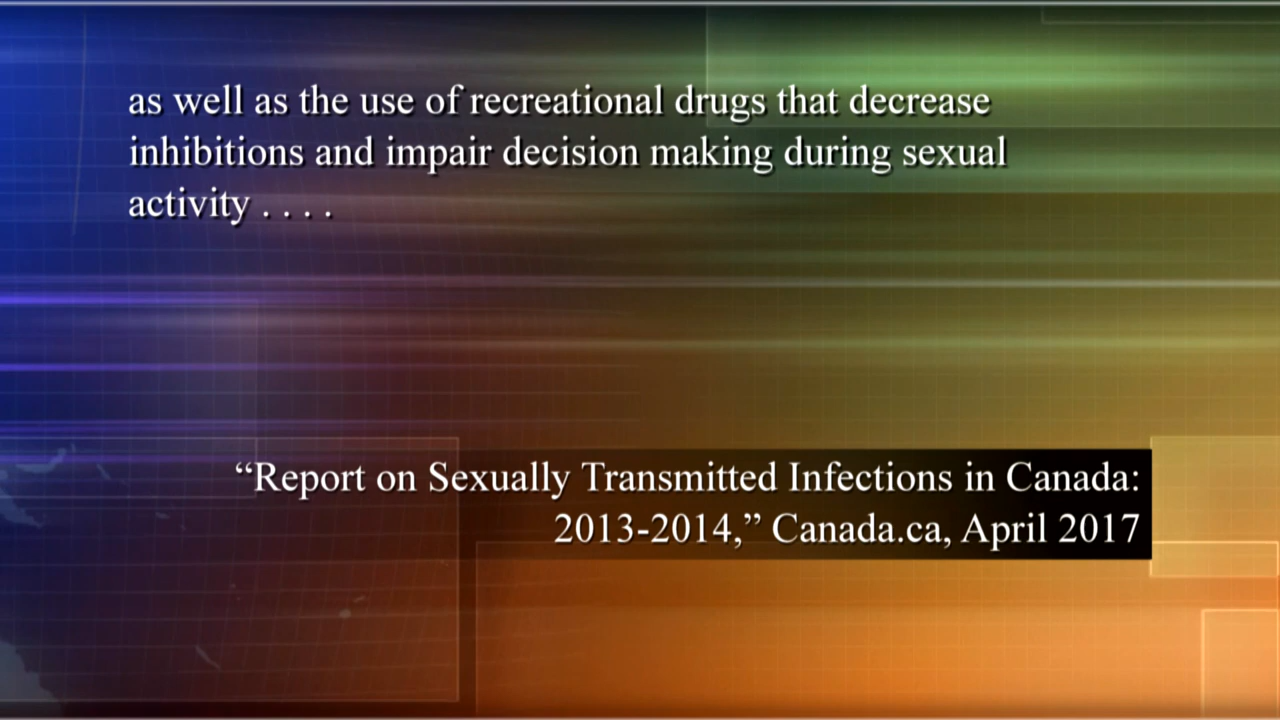 as well as the use of recreational drugs that decrease
inhibitions and impair decision making during sexual
activity . . . .
“Report on Sexually Transmitted Infections in Canada:
2013-2014,” Canada.ca, April 2017